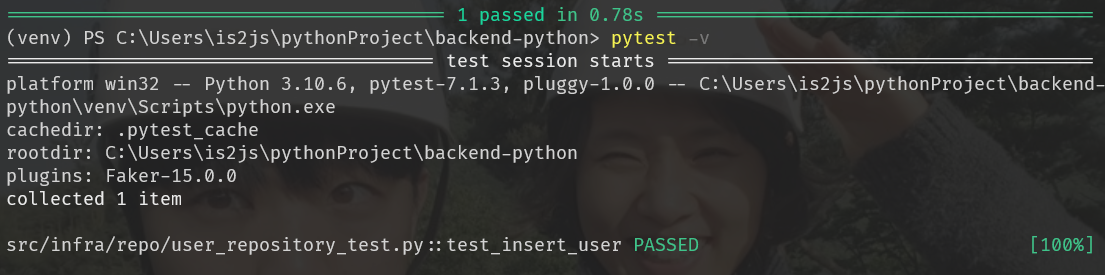 ============================ 1 passed in 0.78s ============================
(venv) PS C:\Users\is2js\pythonProject\backend-python> pytest -v
=========================== test session starts ===========================
platform win32 -- Python 3.10.6, pytest-7.1.3, pluggy-1.0.0 -- C:\Users\is2js\pythonProject\backend-
python\venv\Scripts\python.exe
cachedir: .pytest_cache
rootdir: C:\Users\is2js\pythonProject\backend-python
plugins: Faker-15.0.0
collected 1 item
src/infra/repo/user_repository_test.py::test_insert_user PASSED [100%]